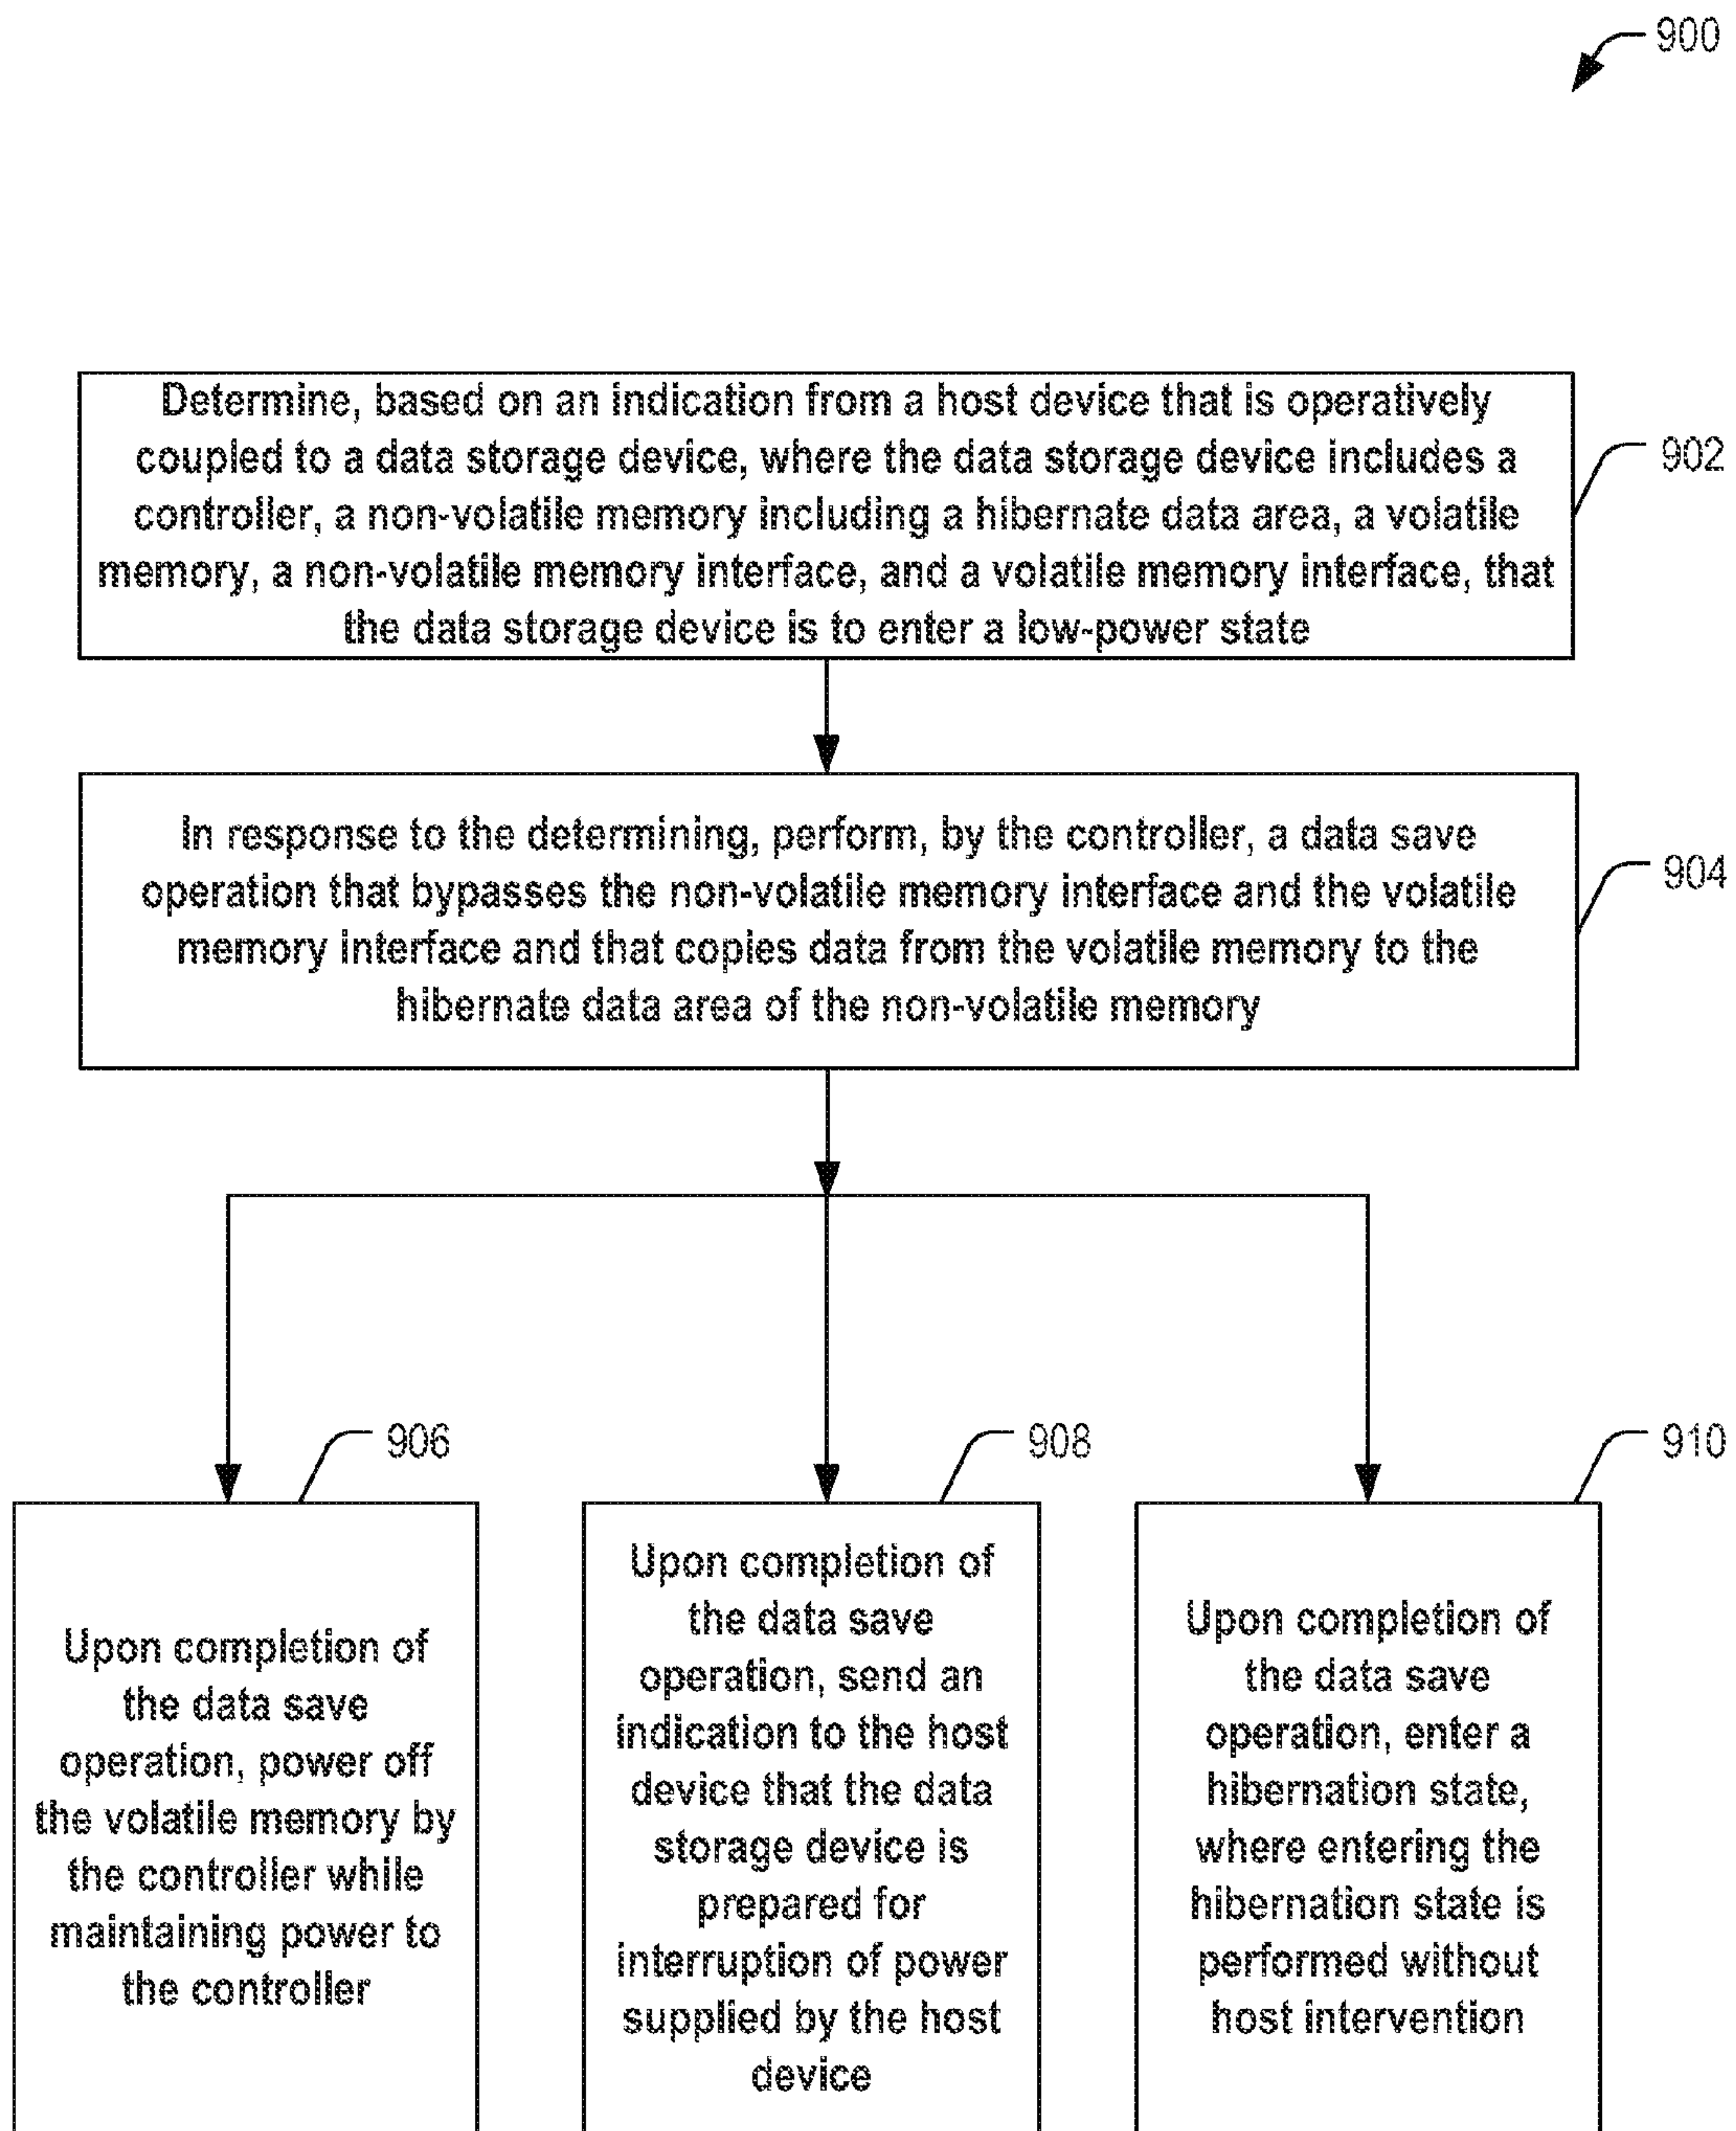 900
Determine, based on an indication from a host device that is operatively
coupled to a data storage device, where the data storage device includes a
controller, a non-volatile memory including a hibernate data area, a volatile
memory, a non-volatile memory interface, and a volatile memory interface, that
the data storage device is to enter a low-power state
902
In response to the determining, perform, by the controller, a data save
operation that bypasses the non-volatile memory interface and the volatile
memory interface and that copies data from the volatile memory to the
hibernate data area of the non-volatile memory
904
906
Upon completion of
the data save
operation, power off
the volatile memory by
the controller while
maintaining power to
the controller
908
Upon completion of
the data save
operation, send an
indication to the host
device that the data
storage device is
prepared for
interruption of power
supplied by the host
device
910
Upon completion of
the data save
operation, enter a
hibernation state,
where entering the
hibernation state is
performed without
host intervention